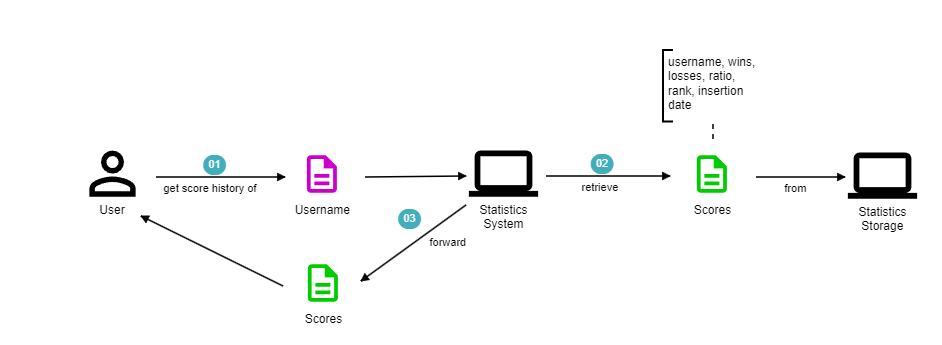 username, wins,
losses, ratio,
rank, insertion
date
01
get score history of
02
retrieve
from
User
Username
Statistics
System
Scores
Statistics
Storage
03
forward
Scores